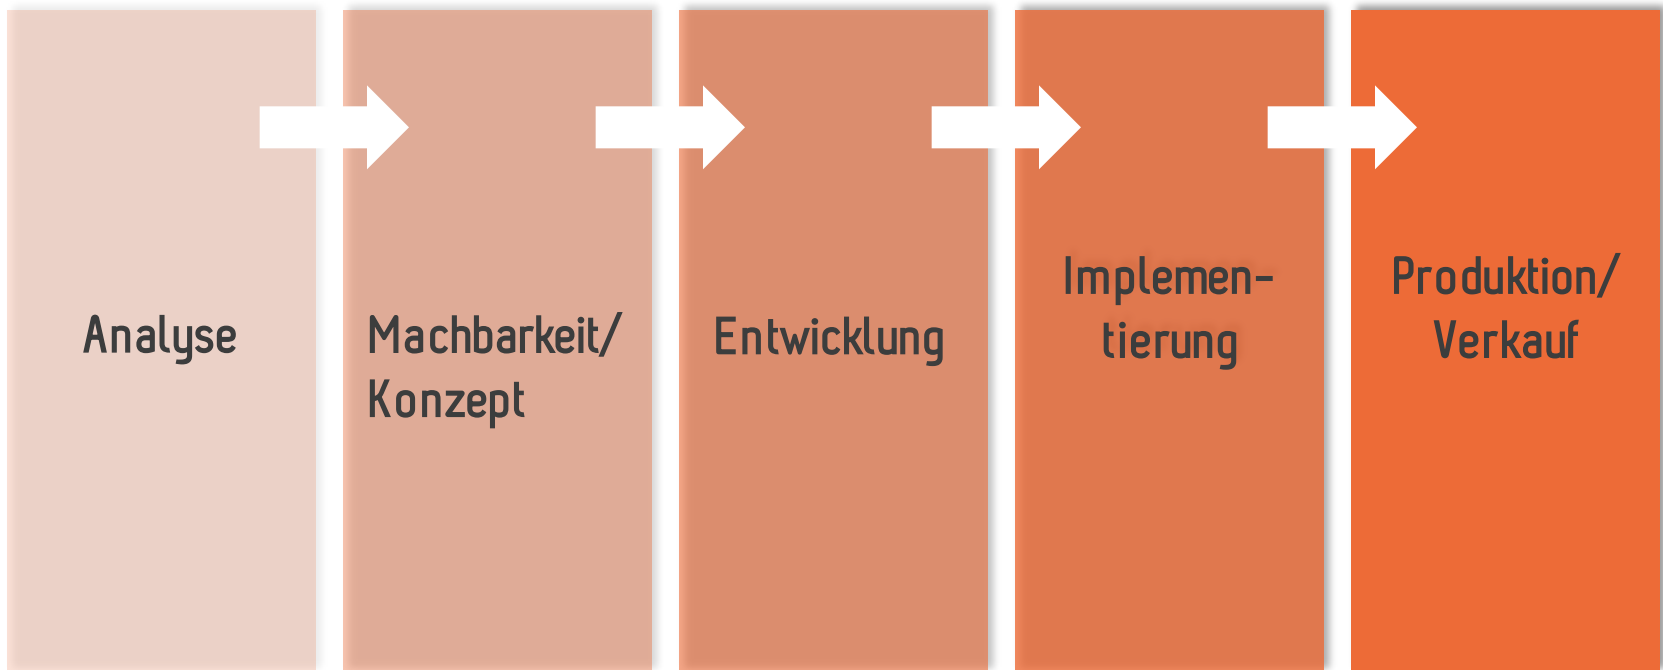 Analyse
Machbarkeit/
Konzept
Entwicklung
Implemen-
tierung
Produktion/
Verkauf